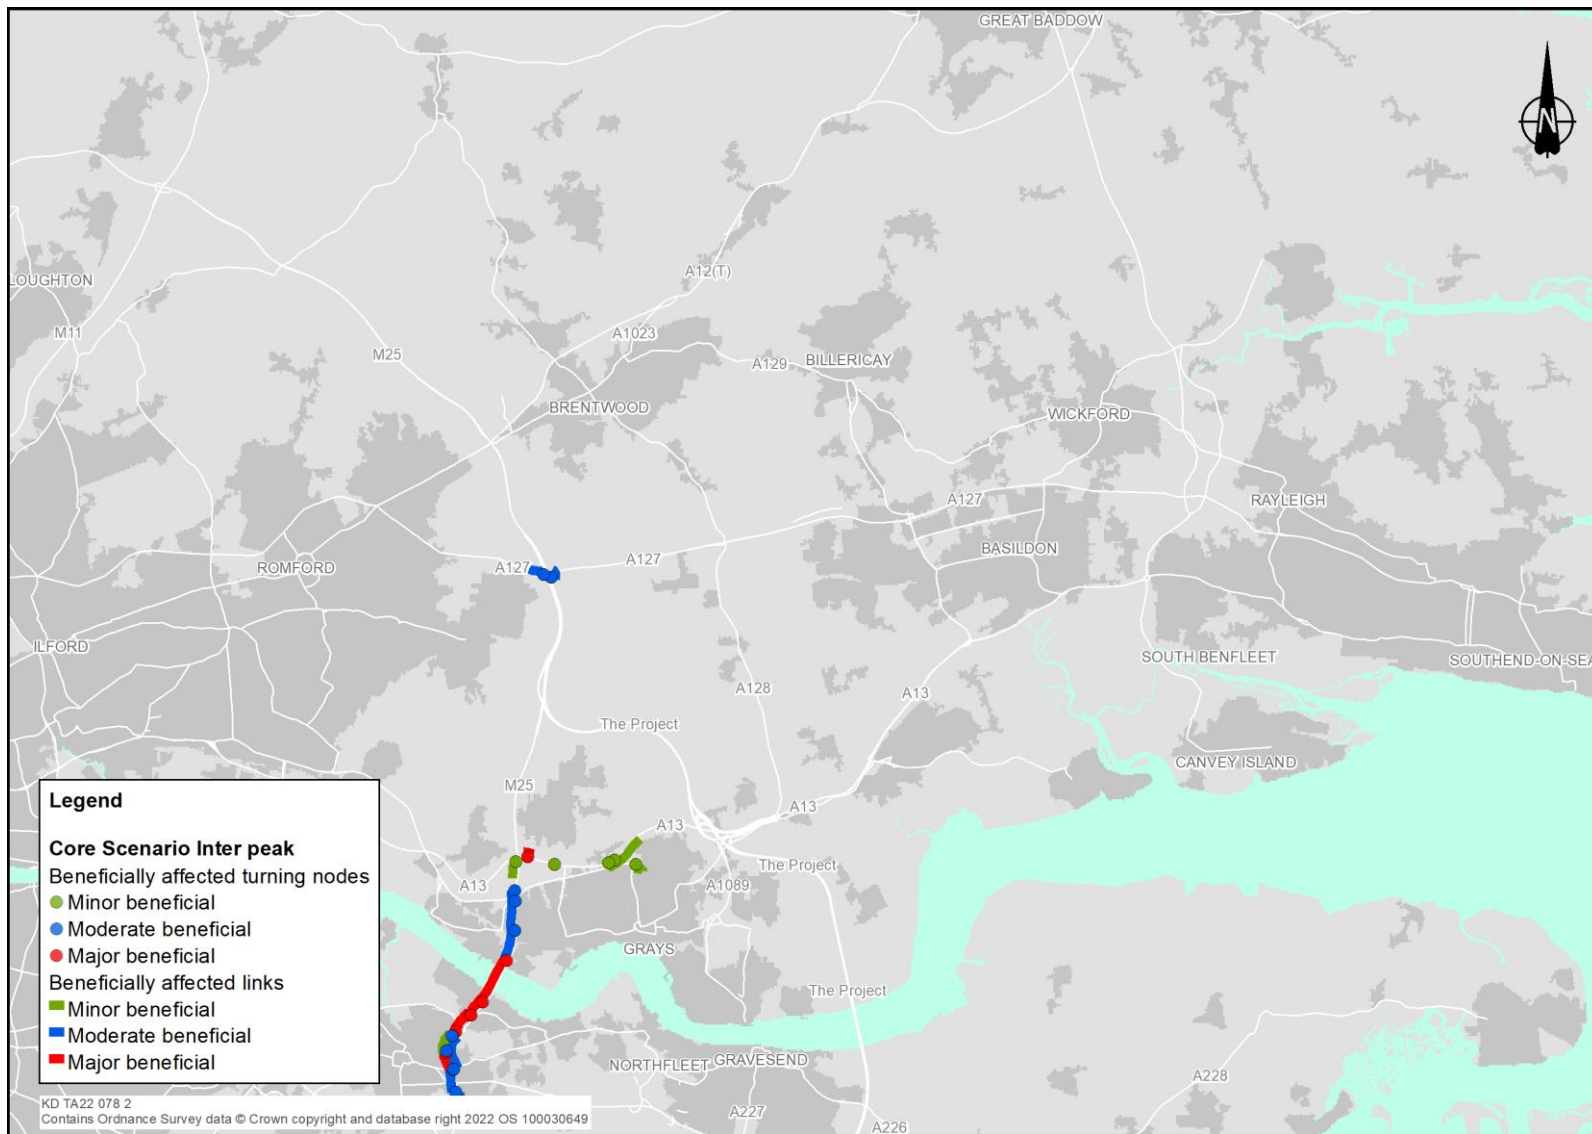 GREAT BADDOW
N
A12(T)
LOUGHTON
M11
A1023
M25
A129
BILLERICAY
BRENTWOOD
WICKFORD
A127
RAYLEIGH
BASILDON
A127
A127
ROMFORD
ILFORD
SOUTH BENFLEET
SOUTHEND-ON-SEA
A128
A13
The Project
CANVEY ISLAND
M25
A13
A13
The Project
A13
A1089
GRAYS
The Project
NORTHFLEET
GRAVESEND
A228
A227
A226
Legend
Core Scenario Inter peak
Beneficially affected turning nodes
Minor beneficial
Moderate beneficial
Major beneficial
Beneficially affected links
Minor beneficial
Moderate beneficial
Major beneficial
KD TA22 078 2
Contains Ordnance Survey data © Crown copyright and database right 2022 OS 100030649